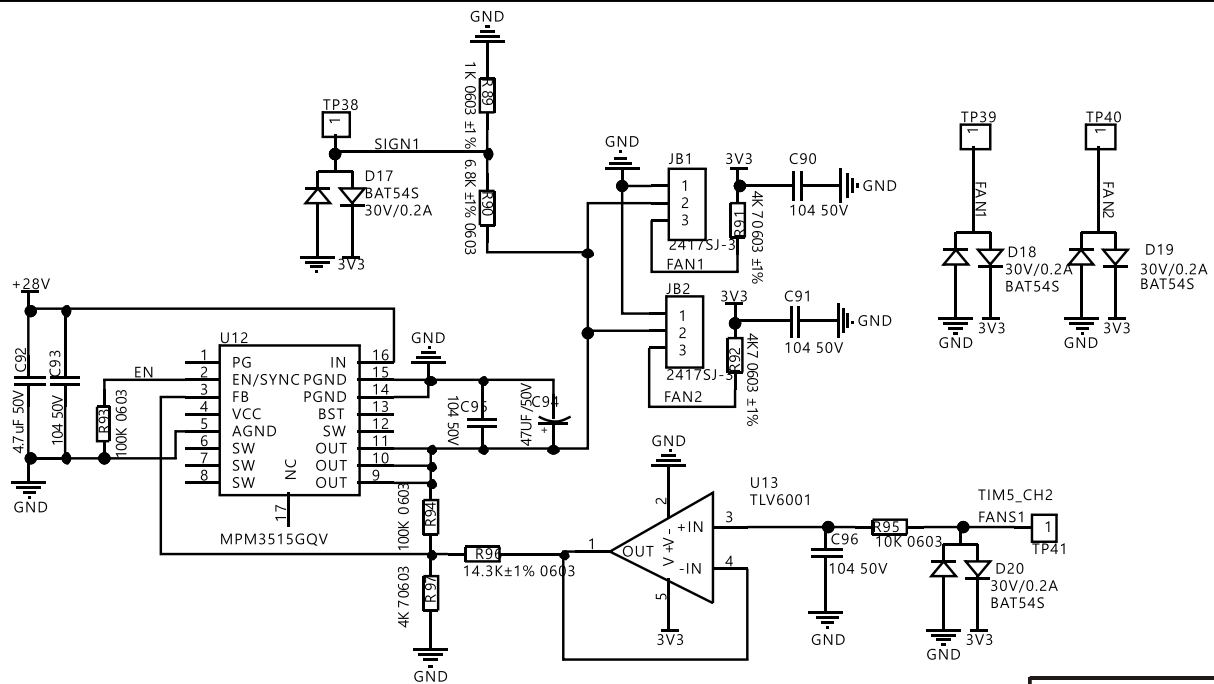 GND
R89
1K 0603 ±1%
TP38
1
SIGN1
D17
BAT54S
30V/0.2A
3V3
6.8K ±1% 0603
R90
GND
JB1
1
2
3
2417SJ-3
FAN1
3V3
R91
4K7 0603 ±1%
C90
104 50V
GND
JB2
1
2
3
2417SJ-3
FAN2
3V3
R92
4K7 0603 ±1%
C91
104 50V
GND
TP39
1
FAN1
D18
30V/0.2A
BAT54S
GND
3V3
TP40
1
FAN2
D19
30V/0.2A
BAT54S
GND
3V3
+28V
C92
4.7uF 50V
C93
104 50V
GND
EN
R93
100K 0603
U12
1 PG
2 EN/SYNC
3 FB
4 VCC
5 AGND
6 SW
7 SW
8 SW
IN 16
PGND 15
PGND 14
BST 13
SW 12
OUT 11
OUT 10
OUT 9
NC
17
MPM3515GQV
GND
C95
104 50V
C94
47UF/50V
+
R94
100K 0603
R96
14.3K±1% 0603
R97
4K7 0603
GND
GND
U13
TLV6001
2
+IN 3
-IN 4
OUT
1
V+ V-
5
3V3
C96
104 50V
GND
R95
10K 0603
TIM5_CH2
FANS1
1
TP41
D20
30V/0.2A
BAT54S
GND
3V3